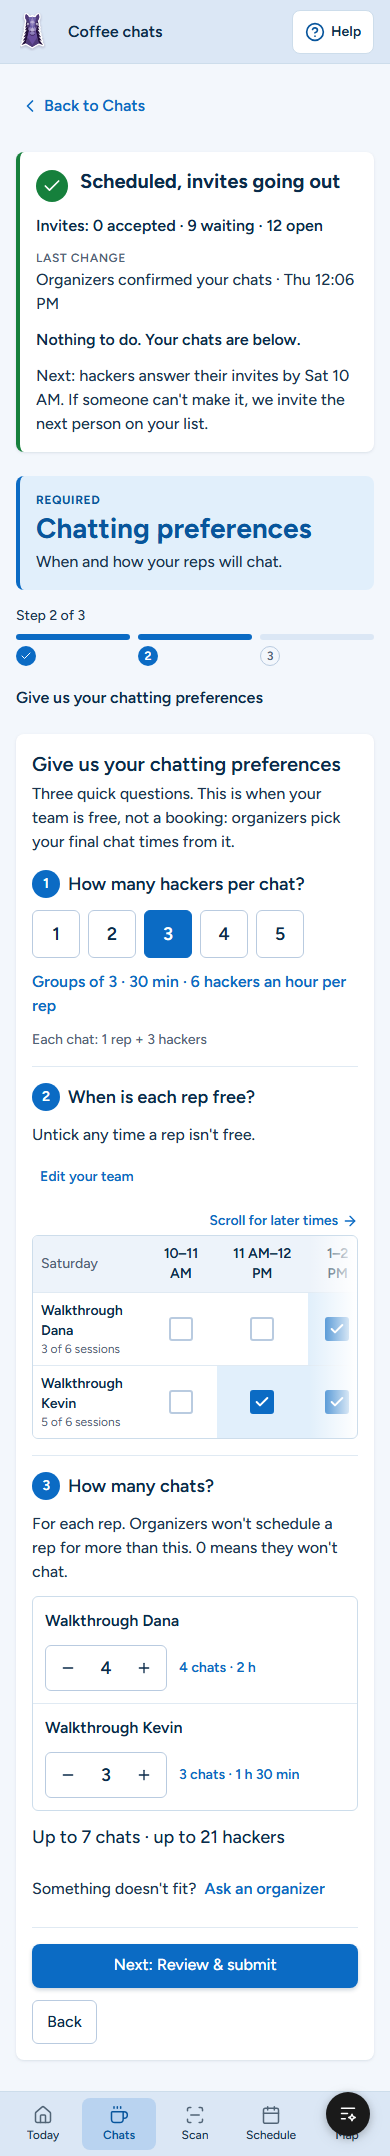 Coffee chats
Help
Back to Chats
Scheduled, invites going out
Invites: 0 accepted · 9 waiting · 12 open
LAST CHANGE
Organizers confirmed your chats · Thu 12:06
PM
Nothing to do. Your chats are below.
Next: hackers answer their invites by Sat 10
AM. If someone can't make it, we invite the
next person on your list.
REQUIRED
Chatting preferences
When and how your reps will chat.
Step 2 of 3
2
3
Give us your chatting preferences
Give us your chatting preferences
Three quick questions. This is when your
team is free, not a booking: organizers pick
your final chat times from it.
1 How many hackers per chat?
1 2 3 4 5
Groups of 3 · 30 min · 6 hackers an hour per
rep
Each chat: 1 rep + 3 hackers
2 When is each rep free?
Untick any time a rep isn't free.
Edit your team
Scroll for later times →
Saturday
10–11
AM
11 AM–12
PM
1–2
PM
Walkthrough
Dana
3 of 6 sessions
Walkthrough
Kevin
5 of 6 sessions
3 How many chats?
For each rep. Organizers won't schedule a
rep for more than this. 0 means they won't
chat.
Walkthrough Dana
− 4 + 4 chats · 2 h
Walkthrough Kevin
− 3 + 3 chats · 1 h 30 min
Up to 7 chats · up to 21 hackers
Something doesn't fit? Ask an organizer
Next: Review & submit
Back
Today Chats Scan Schedule Map